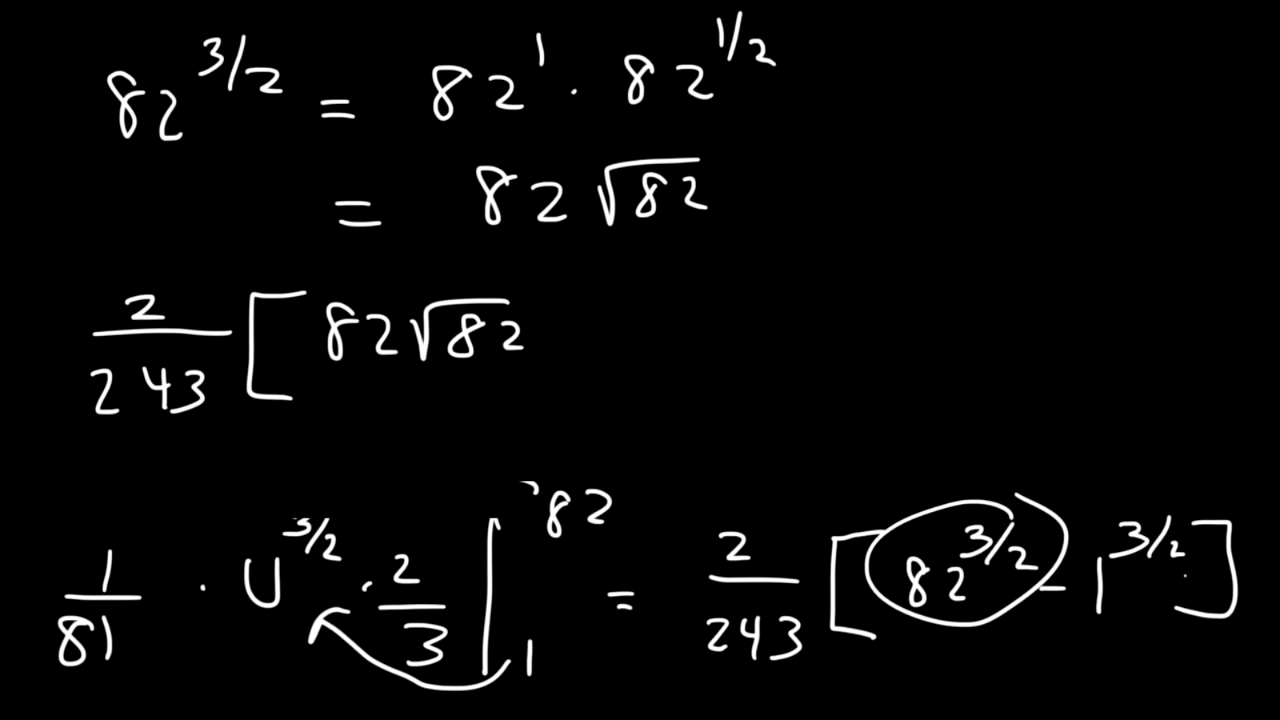 82^{3/2} = 82^1 · 82^{1/2}
= 82√82
2/243 [ 82√82
1/81 · U^{3/2} · 2/3 |_1^{82} = 2/243 [ 82^{3/2} - 1^{3/2} ]